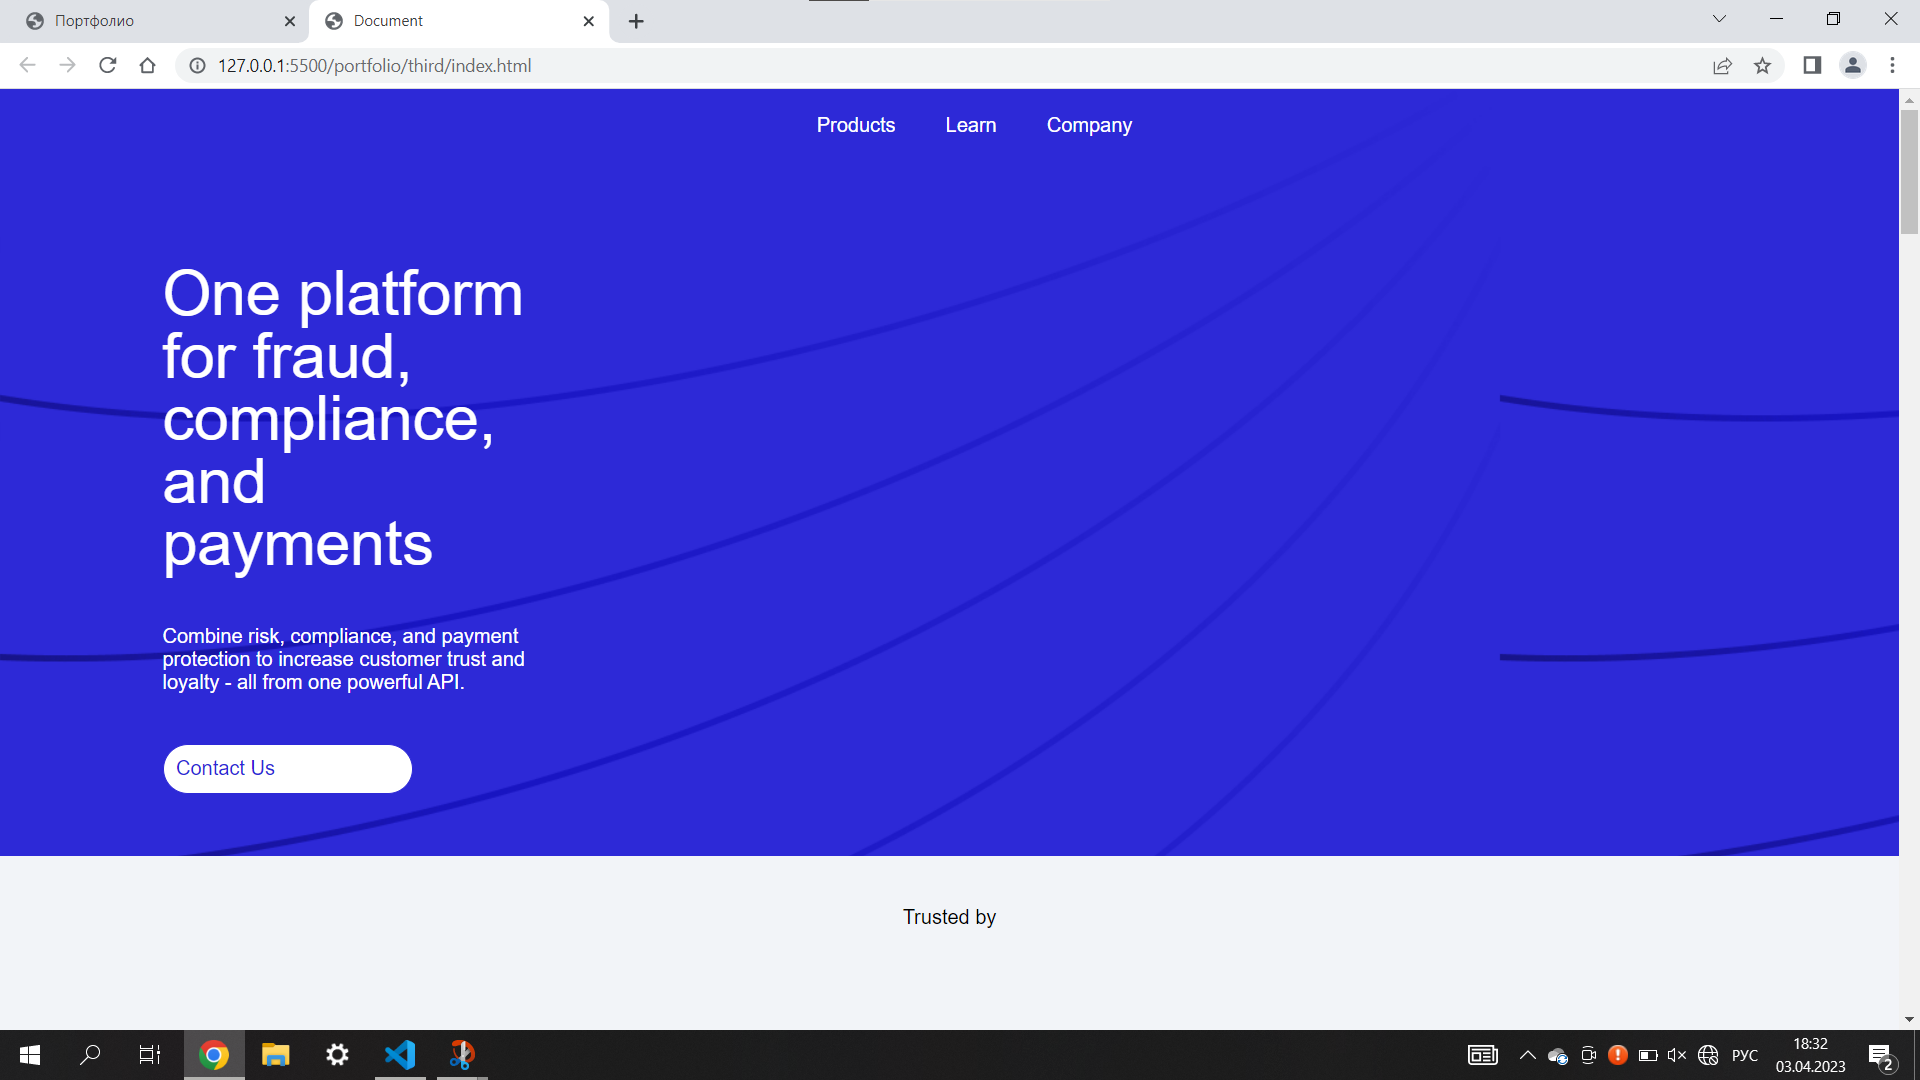 Портфолио
Document
127.0.0.1:5500/portfolio/third/index.html
Products Learn Company
One platform
for fraud,
compliance,
and
payments
Combine risk, compliance, and payment
protection to increase customer trust and
loyalty - all from one powerful API.
Contact Us
Trusted by
РУС
18:32
03.04.2023
2